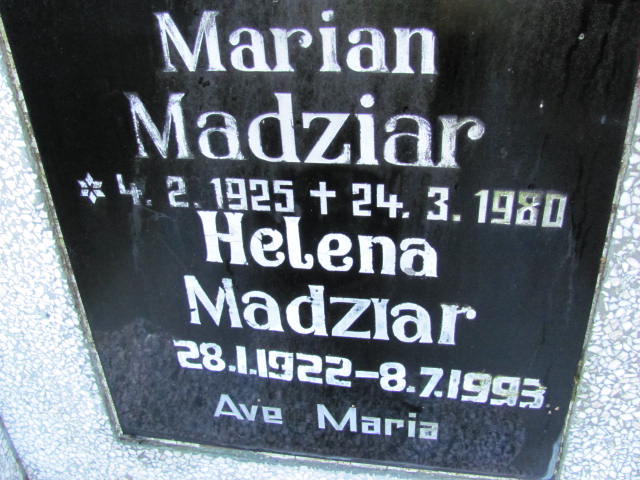 Marian
Madziar
* 4. 2. 1925 + 24. 3. 1980
Helena
Madziar
28.1.1922-8.7.1993
Ave Maria